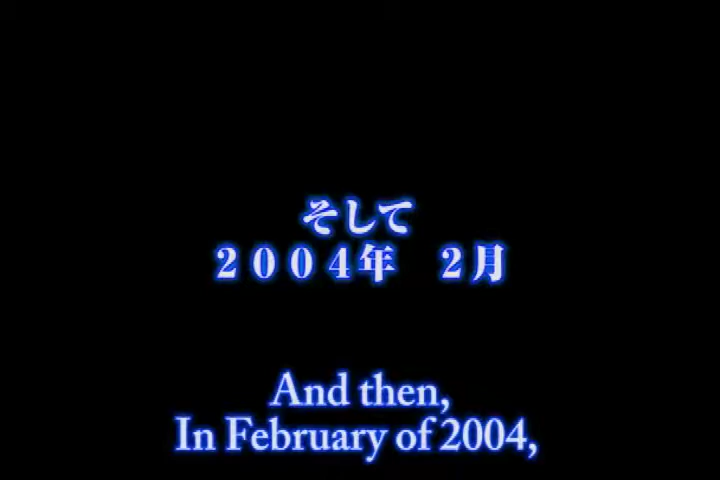 そして
２００４年　２月
And then,
In February of 2004,